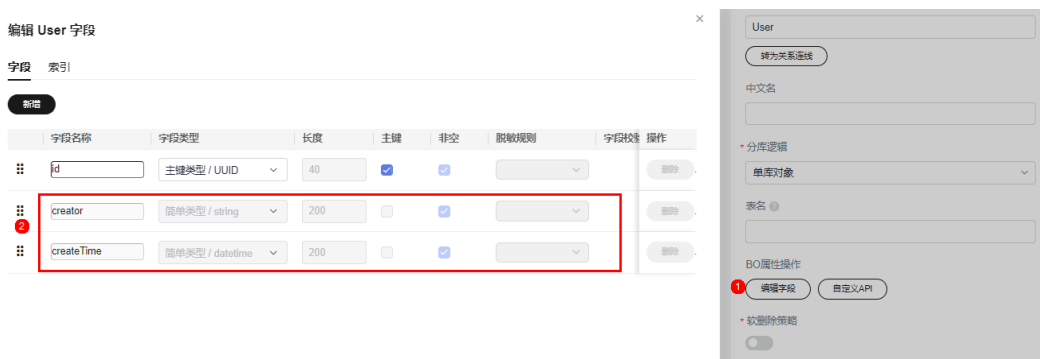 编辑 User 字段
×
字段 索引
新增
字段名称 字段类型 长度 主键 非空 脱敏规则 字段校验 操作
id 主键类型 / UUID 40 删除
creator 简单类型 / string 200 删除
2
createTime 简单类型 / datetime 200 删除
User
转为关系连线
中文名
* 分库逻辑
单库对象
表名
BO属性操作
1 编辑字段 自定义API
* 软删除策略